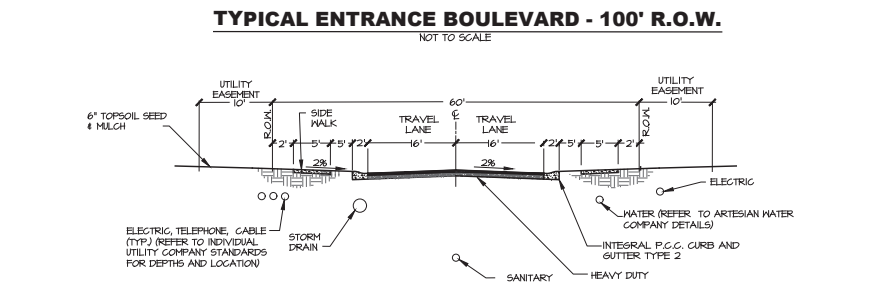 TYPICAL ENTRANCE BOULEVARD - 100' R.O.W.
NOT TO SCALE
UTILITY
EASEMENT
10'
60'
UTILITY
EASEMENT
10'
6" TOPSOIL SEED
& MULCH
R.O.W.
SIDE
WALK
TRAVEL
LANE
℄
TRAVEL
LANE
R.O.W.
2' 5' 5' 2' 16' 16' 2' 5' 2'
2% 2%
ELECTRIC
WATER (REFER TO ARTESIAN WATER
COMPANY DETAILS)
ELECTRIC, TELEPHONE, CABLE
(TYP.) (REFER TO INDIVIDUAL
UTILITY COMPANY STANDARDS
FOR DEPTHS AND LOCATION)
STORM
DRAIN
INTEGRAL P.C.C. CURB AND
GUTTER TYPE 2
SANITARY
HEAVY DUTY